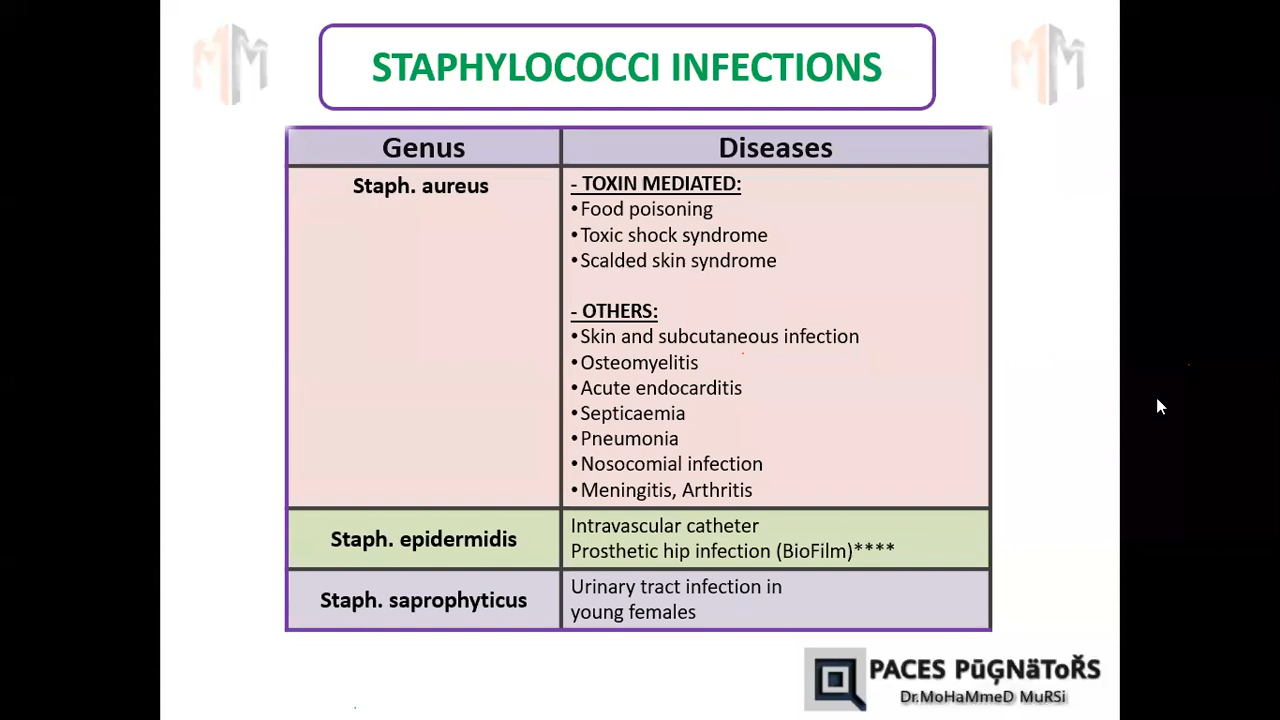 STAPHYLOCOCCI INFECTIONS
Genus
Diseases
Staph. aureus
- TOXIN MEDIATED:
•Food poisoning
•Toxic shock syndrome
•Scalded skin syndrome
- OTHERS:
•Skin and subcutaneous infection
•Osteomyelitis
•Acute endocarditis
•Septicaemia
•Pneumonia
•Nosocomial infection
•Meningitis, Arthritis
Staph. epidermidis
Intravascular catheter
Prosthetic hip infection (BioFilm)****
Staph. saprophyticus
Urinary tract infection in
young females
PACES PūĢNäToŘS
Dr.MoHaMmeD MuRSi